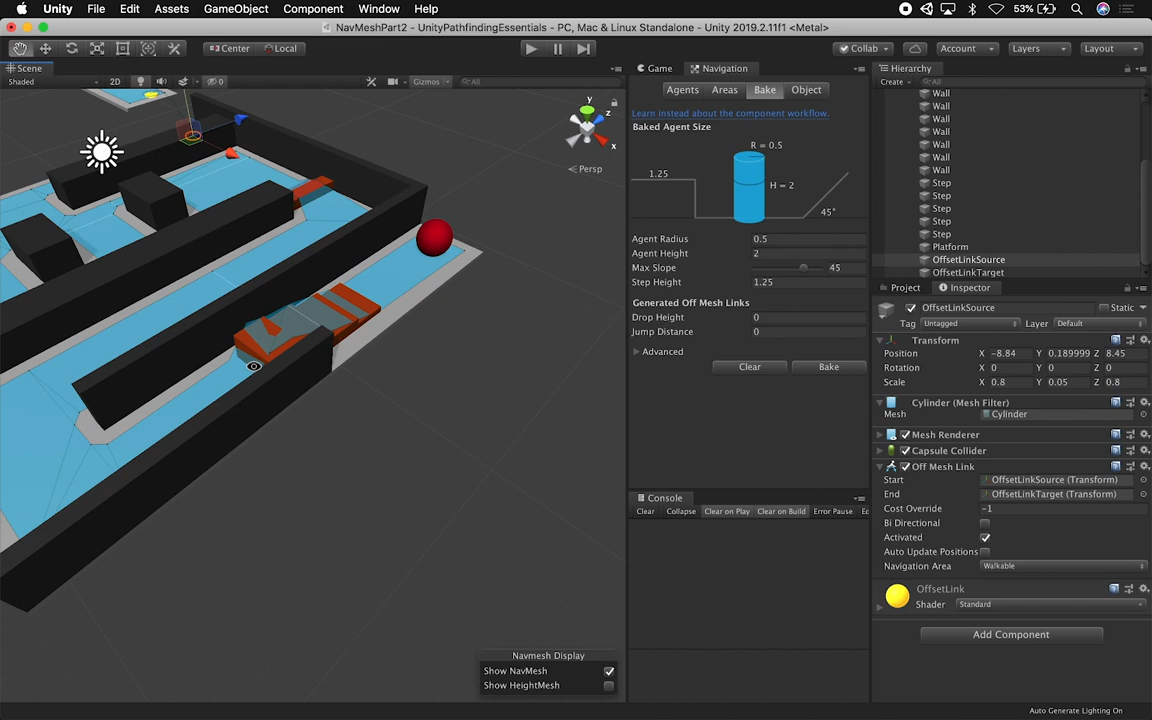 Unity File Edit Assets GameObject Component Window Help 53%
NavMeshPart2 - UnityPathfindingEssentials - PC, Mac & Linux Standalone - Unity 2019.2.11f1 <Metal>
Center Local Collab Account Layers Layout
Scene
Shaded 2D 0 Gizmos All
y
z
x
Persp
Navmesh Display
Show NavMesh
Show HeightMesh
Game Navigation
Agents Areas Bake Object
Learn instead about the component workflow.
Baked Agent Size
R = 0.5
1.25
H = 2
45°
Agent Radius 0.5
Agent Height 2
Max Slope 45
Step Height 1.25
Generated Off Mesh Links
Drop Height 0
Jump Distance 0
Advanced
Clear Bake
Console
Clear Collapse Clear on Play Clear on Build Error Pause
Hierarchy
Create All
Wall
Wall
Wall
Wall
Wall
Wall
Wall
Step
Step
Step
Step
Step
Platform
OffsetLinkSource
OffsetLinkTarget
Project Inspector
OffsetLinkSource Static
Tag Untagged Layer Default
Transform
Position X -8.84 Y 0.189999 Z 8.45
Rotation X 0 Y 0 Z 0
Scale X 0.8 Y 0.05 Z 0.8
Cylinder (Mesh Filter)
Mesh Cylinder
Mesh Renderer
Capsule Collider
Off Mesh Link
Start OffsetLinkSource (Transform)
End OffsetLinkTarget (Transform)
Cost Override -1
Bi Directional
Activated
Auto Update Positions
Navigation Area Walkable
OffsetLink
Shader Standard
Add Component
Auto Generate Lighting On